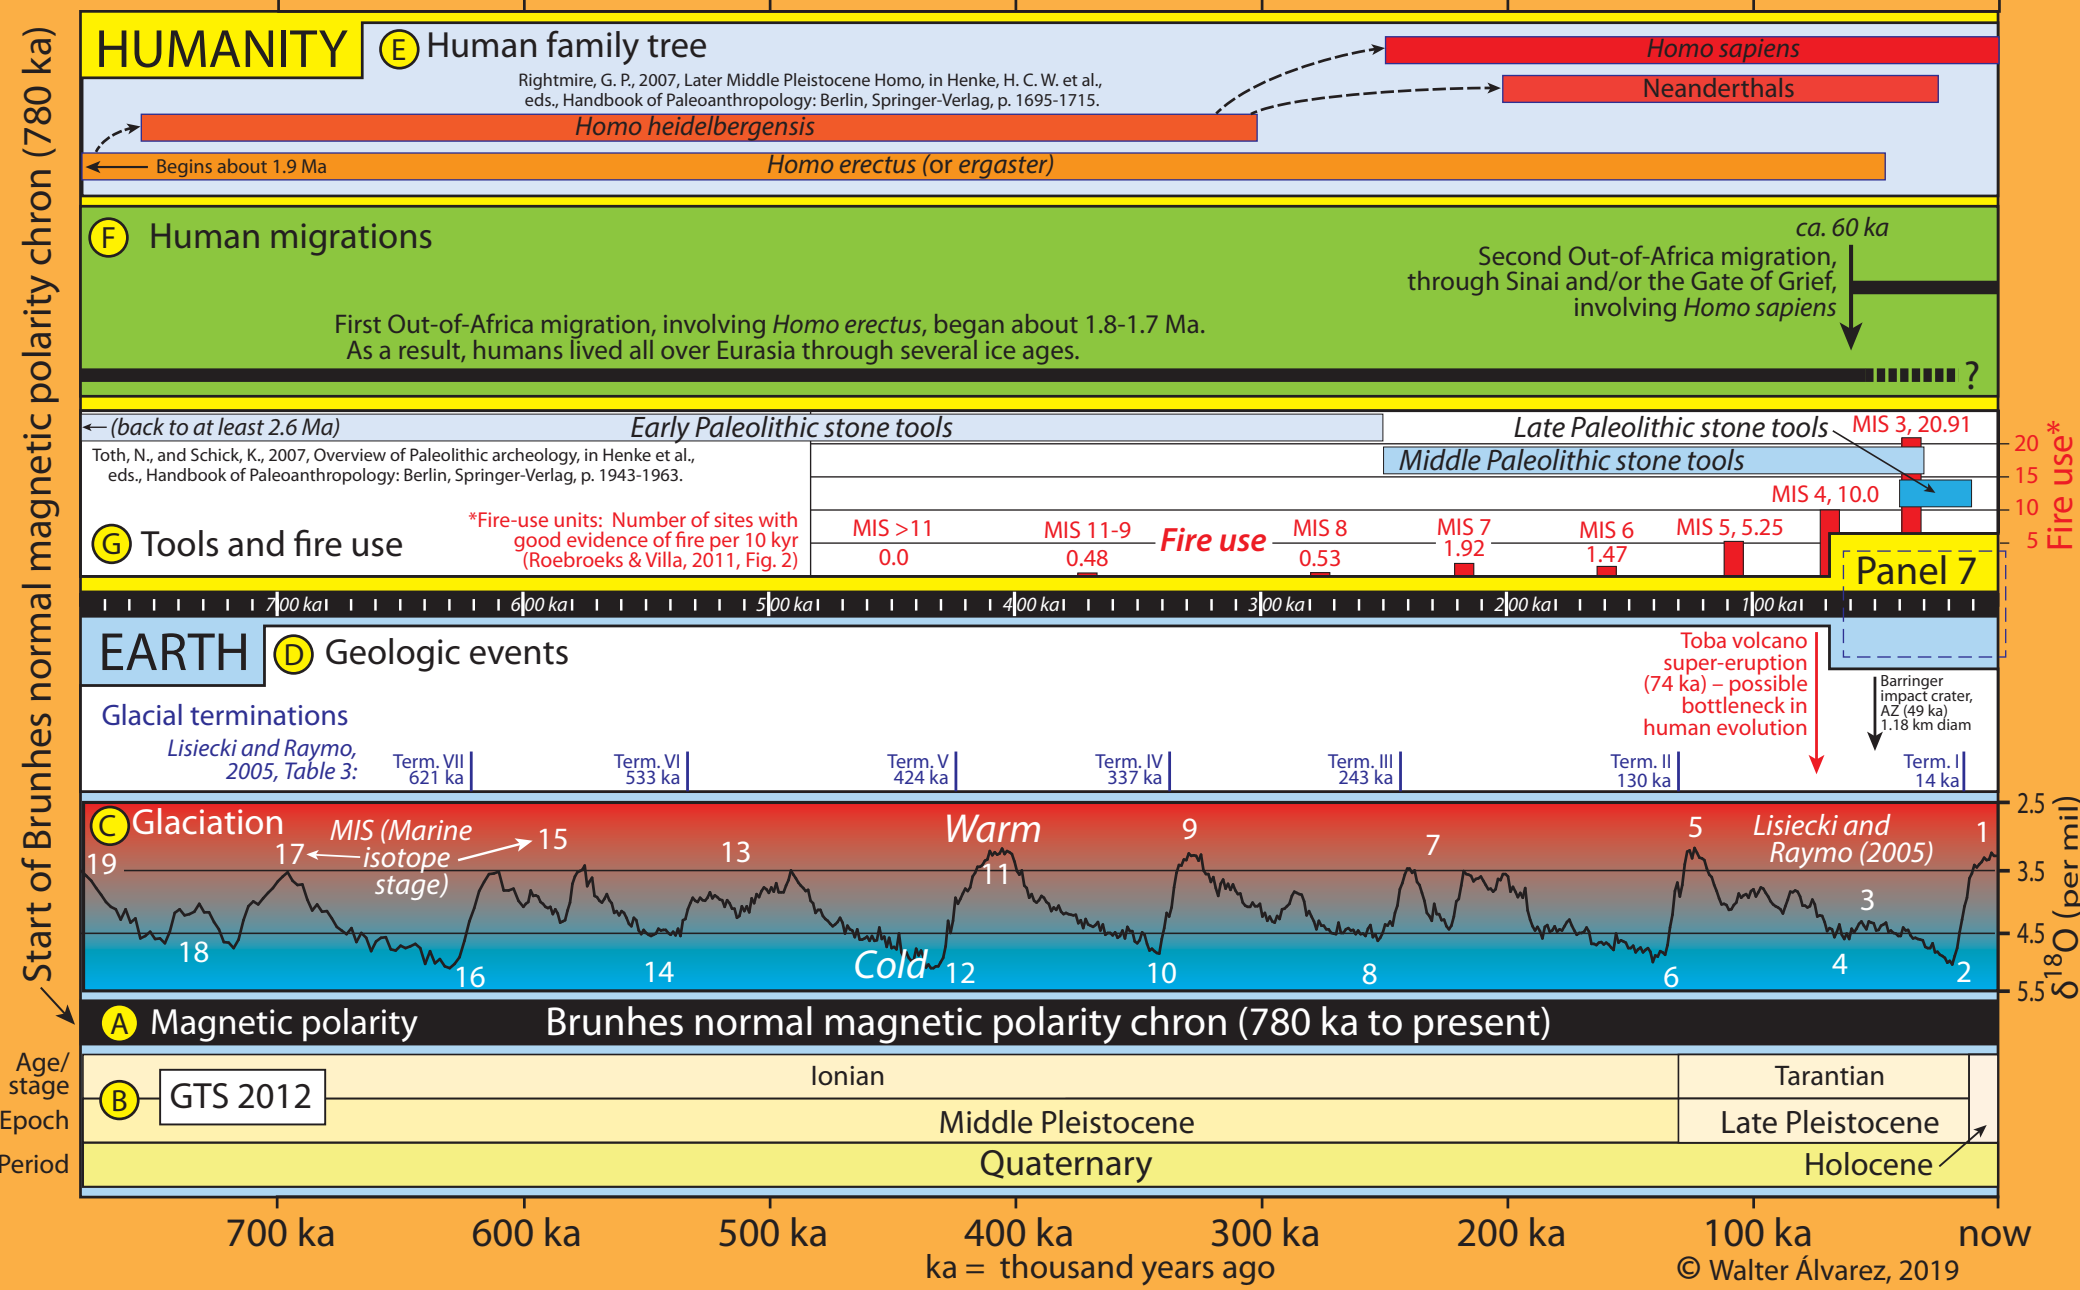 Start of Brunhes normal magnetic polarity chron (780 ka)
HUMANITY
E Human family tree
Rightmire, G. P., 2007, Later Middle Pleistocene Homo, in Henke, H. C. W. et al.,
eds., Handbook of Paleoanthropology: Berlin, Springer-Verlag, p. 1695-1715.
Homo sapiens
Neanderthals
Homo heidelbergensis
Begins about 1.9 Ma
Homo erectus (or ergaster)
F Human migrations
ca. 60 ka
Second Out-of-Africa migration,
through Sinai and/or the Gate of Grief,
involving Homo sapiens
First Out-of-Africa migration, involving Homo erectus, began about 1.8-1.7 Ma.
As a result, humans lived all over Eurasia through several ice ages.
?
(back to at least 2.6 Ma)
Early Paleolithic stone tools
Late Paleolithic stone tools
MIS 3, 20.91
Toth, N., and Schick, K., 2007, Overview of Paleolithic archeology, in Henke et al.,
eds., Handbook of Paleoanthropology: Berlin, Springer-Verlag, p. 1943-1963.
Middle Paleolithic stone tools
MIS 4, 10.0
20
15
10
5
Fire use*
G Tools and fire use
*Fire-use units: Number of sites with
good evidence of fire per 10 kyr
(Roebroeks & Villa, 2011, Fig. 2)
MIS >11
0.0
MIS 11-9
0.48
Fire use
MIS 8
0.53
MIS 7
1.92
MIS 6
1.47
MIS 5, 5.25
Panel 7
700 ka 600 ka 500 ka 400 ka 300 ka 200 ka 100 ka
EARTH
D Geologic events
Toba volcano
super-eruption
(74 ka) – possible
bottleneck in
human evolution
Barringer
impact crater,
AZ (49 ka)
1.18 km diam
Glacial terminations
Lisiecki and Raymo,
2005, Table 3:
Term. VII
621 ka
Term. VI
533 ka
Term. V
424 ka
Term. IV
337 ka
Term. III
243 ka
Term. II
130 ka
Term. I
14 ka
C Glaciation
MIS (Marine
isotope
stage)
Warm
Lisiecki and
Raymo (2005)
19 17 15 13 11 9 7 5 3 1
18 16 14 12 10 8 6 4 2
Cold
2.5
3.5
4.5
5.5
δ18O (per mil)
A Magnetic polarity
Brunhes normal magnetic polarity chron (780 ka to present)
Age/
stage
Epoch
Period
B GTS 2012
Ionian
Tarantian
Middle Pleistocene
Late Pleistocene
Quaternary
Holocene
700 ka 600 ka 500 ka 400 ka 300 ka 200 ka 100 ka now
ka = thousand years ago
© Walter Álvarez, 2019